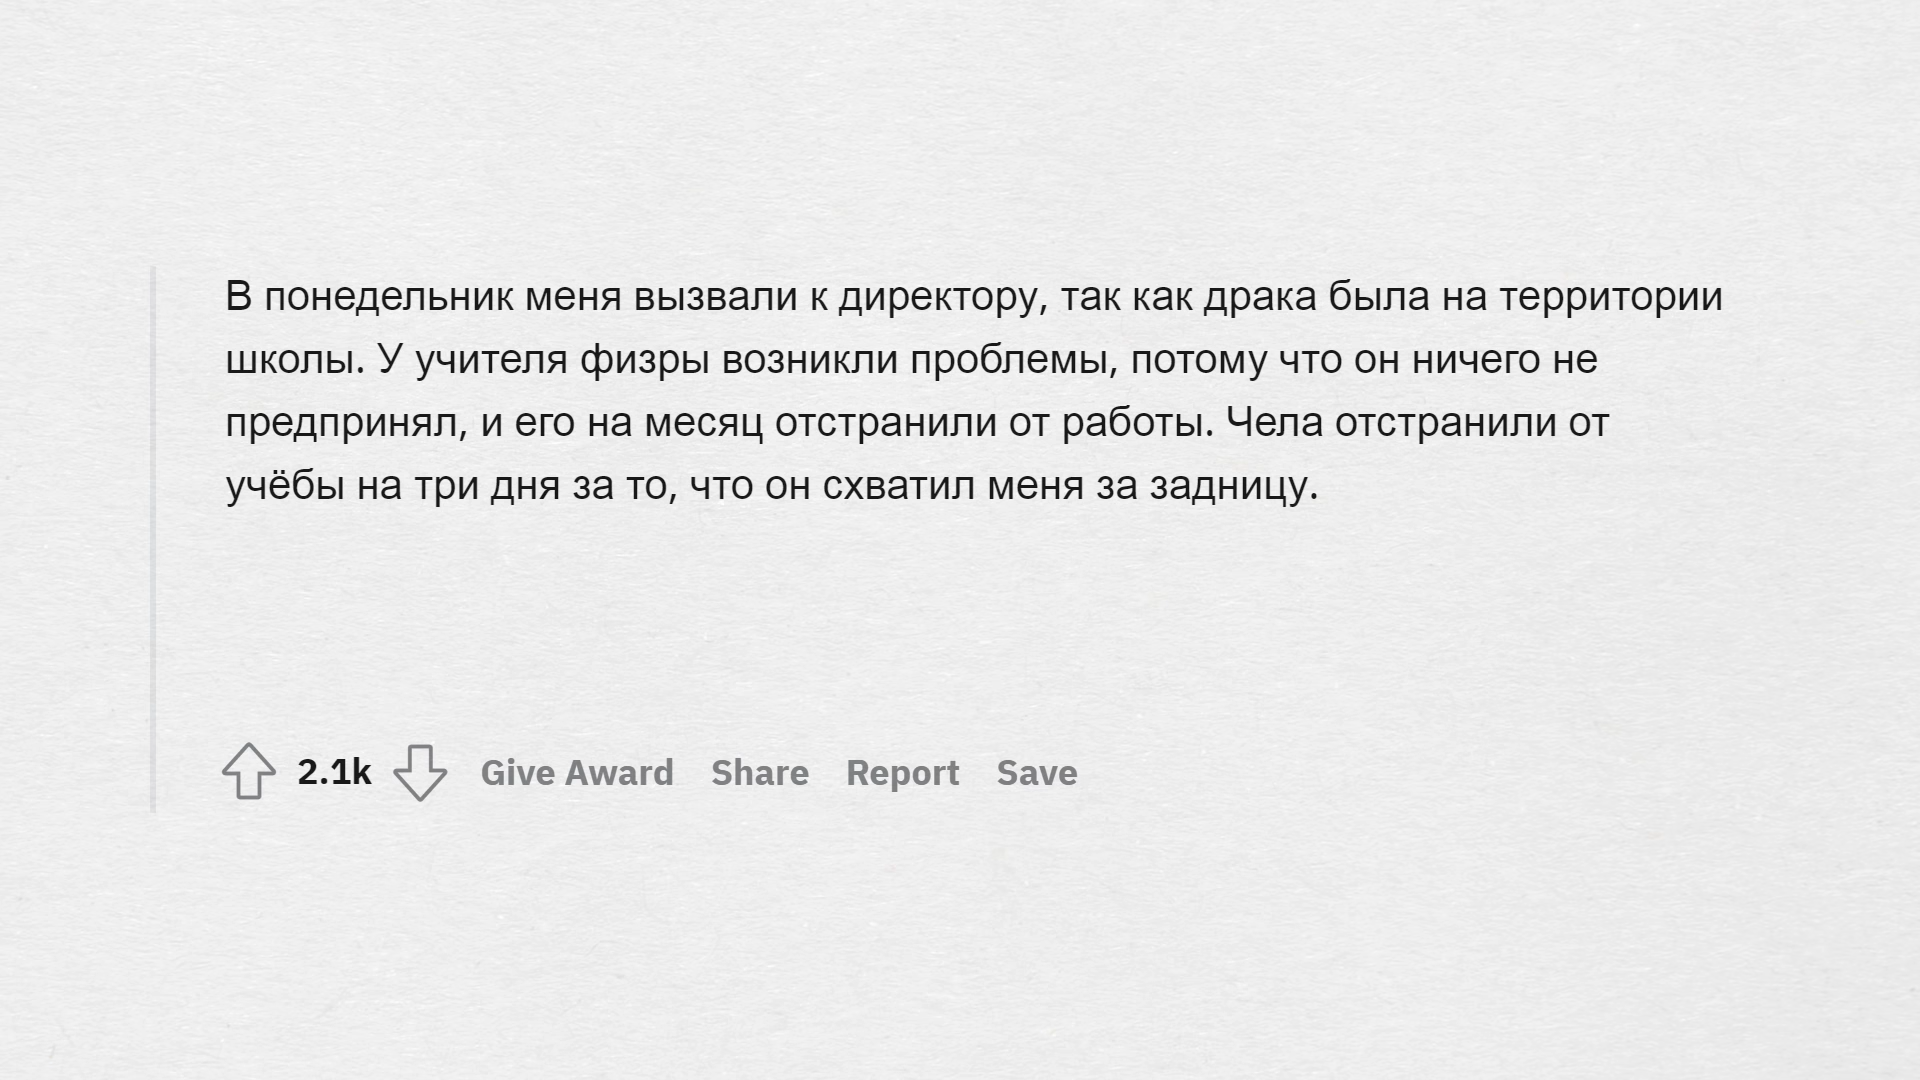 В понедельник меня вызвали к директору, так как драка была на территории
школы. У учителя физры возникли проблемы, потому что он ничего не
предпринял, и его на месяц отстранили от работы. Чела отстранили от
учёбы на три дня за то, что он схватил меня за задницу.
2.1k Give Award Share Report Save